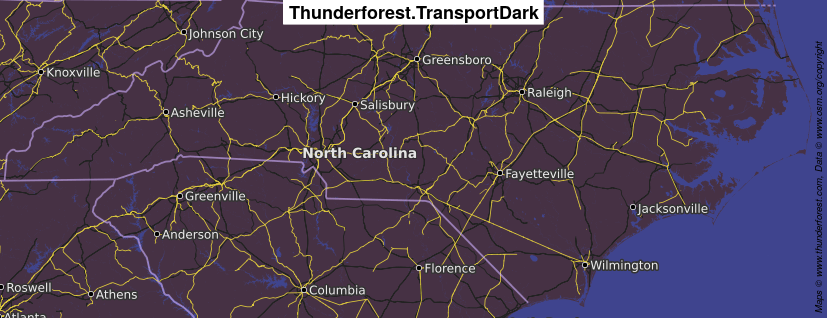 Thunderforest.TransportDark
Johnson City
Greensboro
Knoxville
Raleigh
Hickory
Salisbury
Asheville
North Carolina
Fayetteville
Greenville
Jacksonville
Anderson
Wilmington
Florence
Roswell
Athens
Columbia
Atlanta
Maps © www.thunderforest.com, Data © www.osm.org/copyright